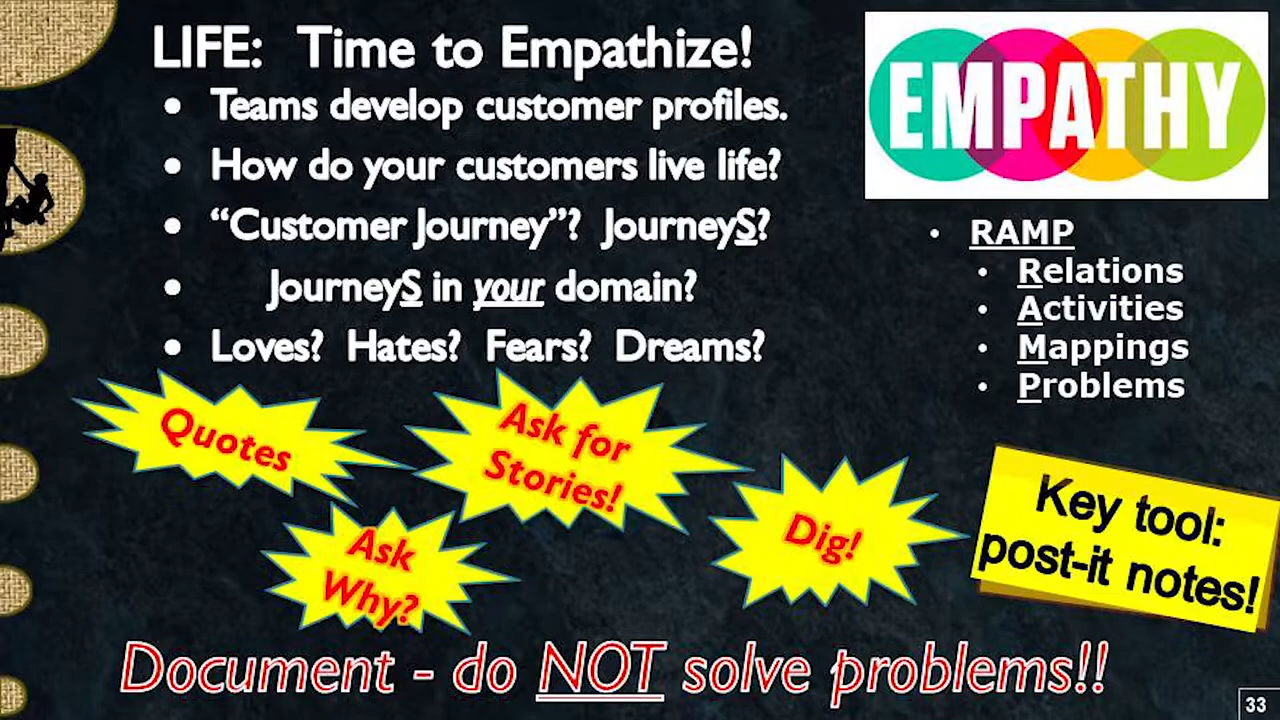 LIFE: Time to Empathize!
• Teams develop customer profiles.
• How do your customers live life?
• “Customer Journey”? JourneyS?
• JourneyS in your domain?
• Loves? Hates? Fears? Dreams?
EMPATHY
• RAMP
• Relations
• Activities
• Mappings
• Problems
Quotes
Ask for
Stories!
Ask
Why?
Dig!
Key tool:
post-it notes!
Document - do NOT solve problems!!
33